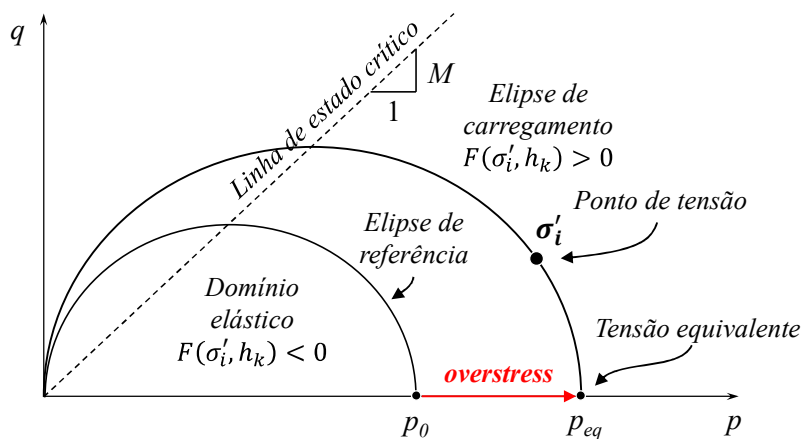 q
Linha de estado crítico
M
1
Elipse de
carregamento
F(σ′ᵢ, hₖ) > 0
Ponto de tensão
σ′ᵢ
Elipse de
referência
Domínio
elástico
F(σ′ᵢ, hₖ) < 0
Tensão equivalente
overstress
p₀
p_eq
p